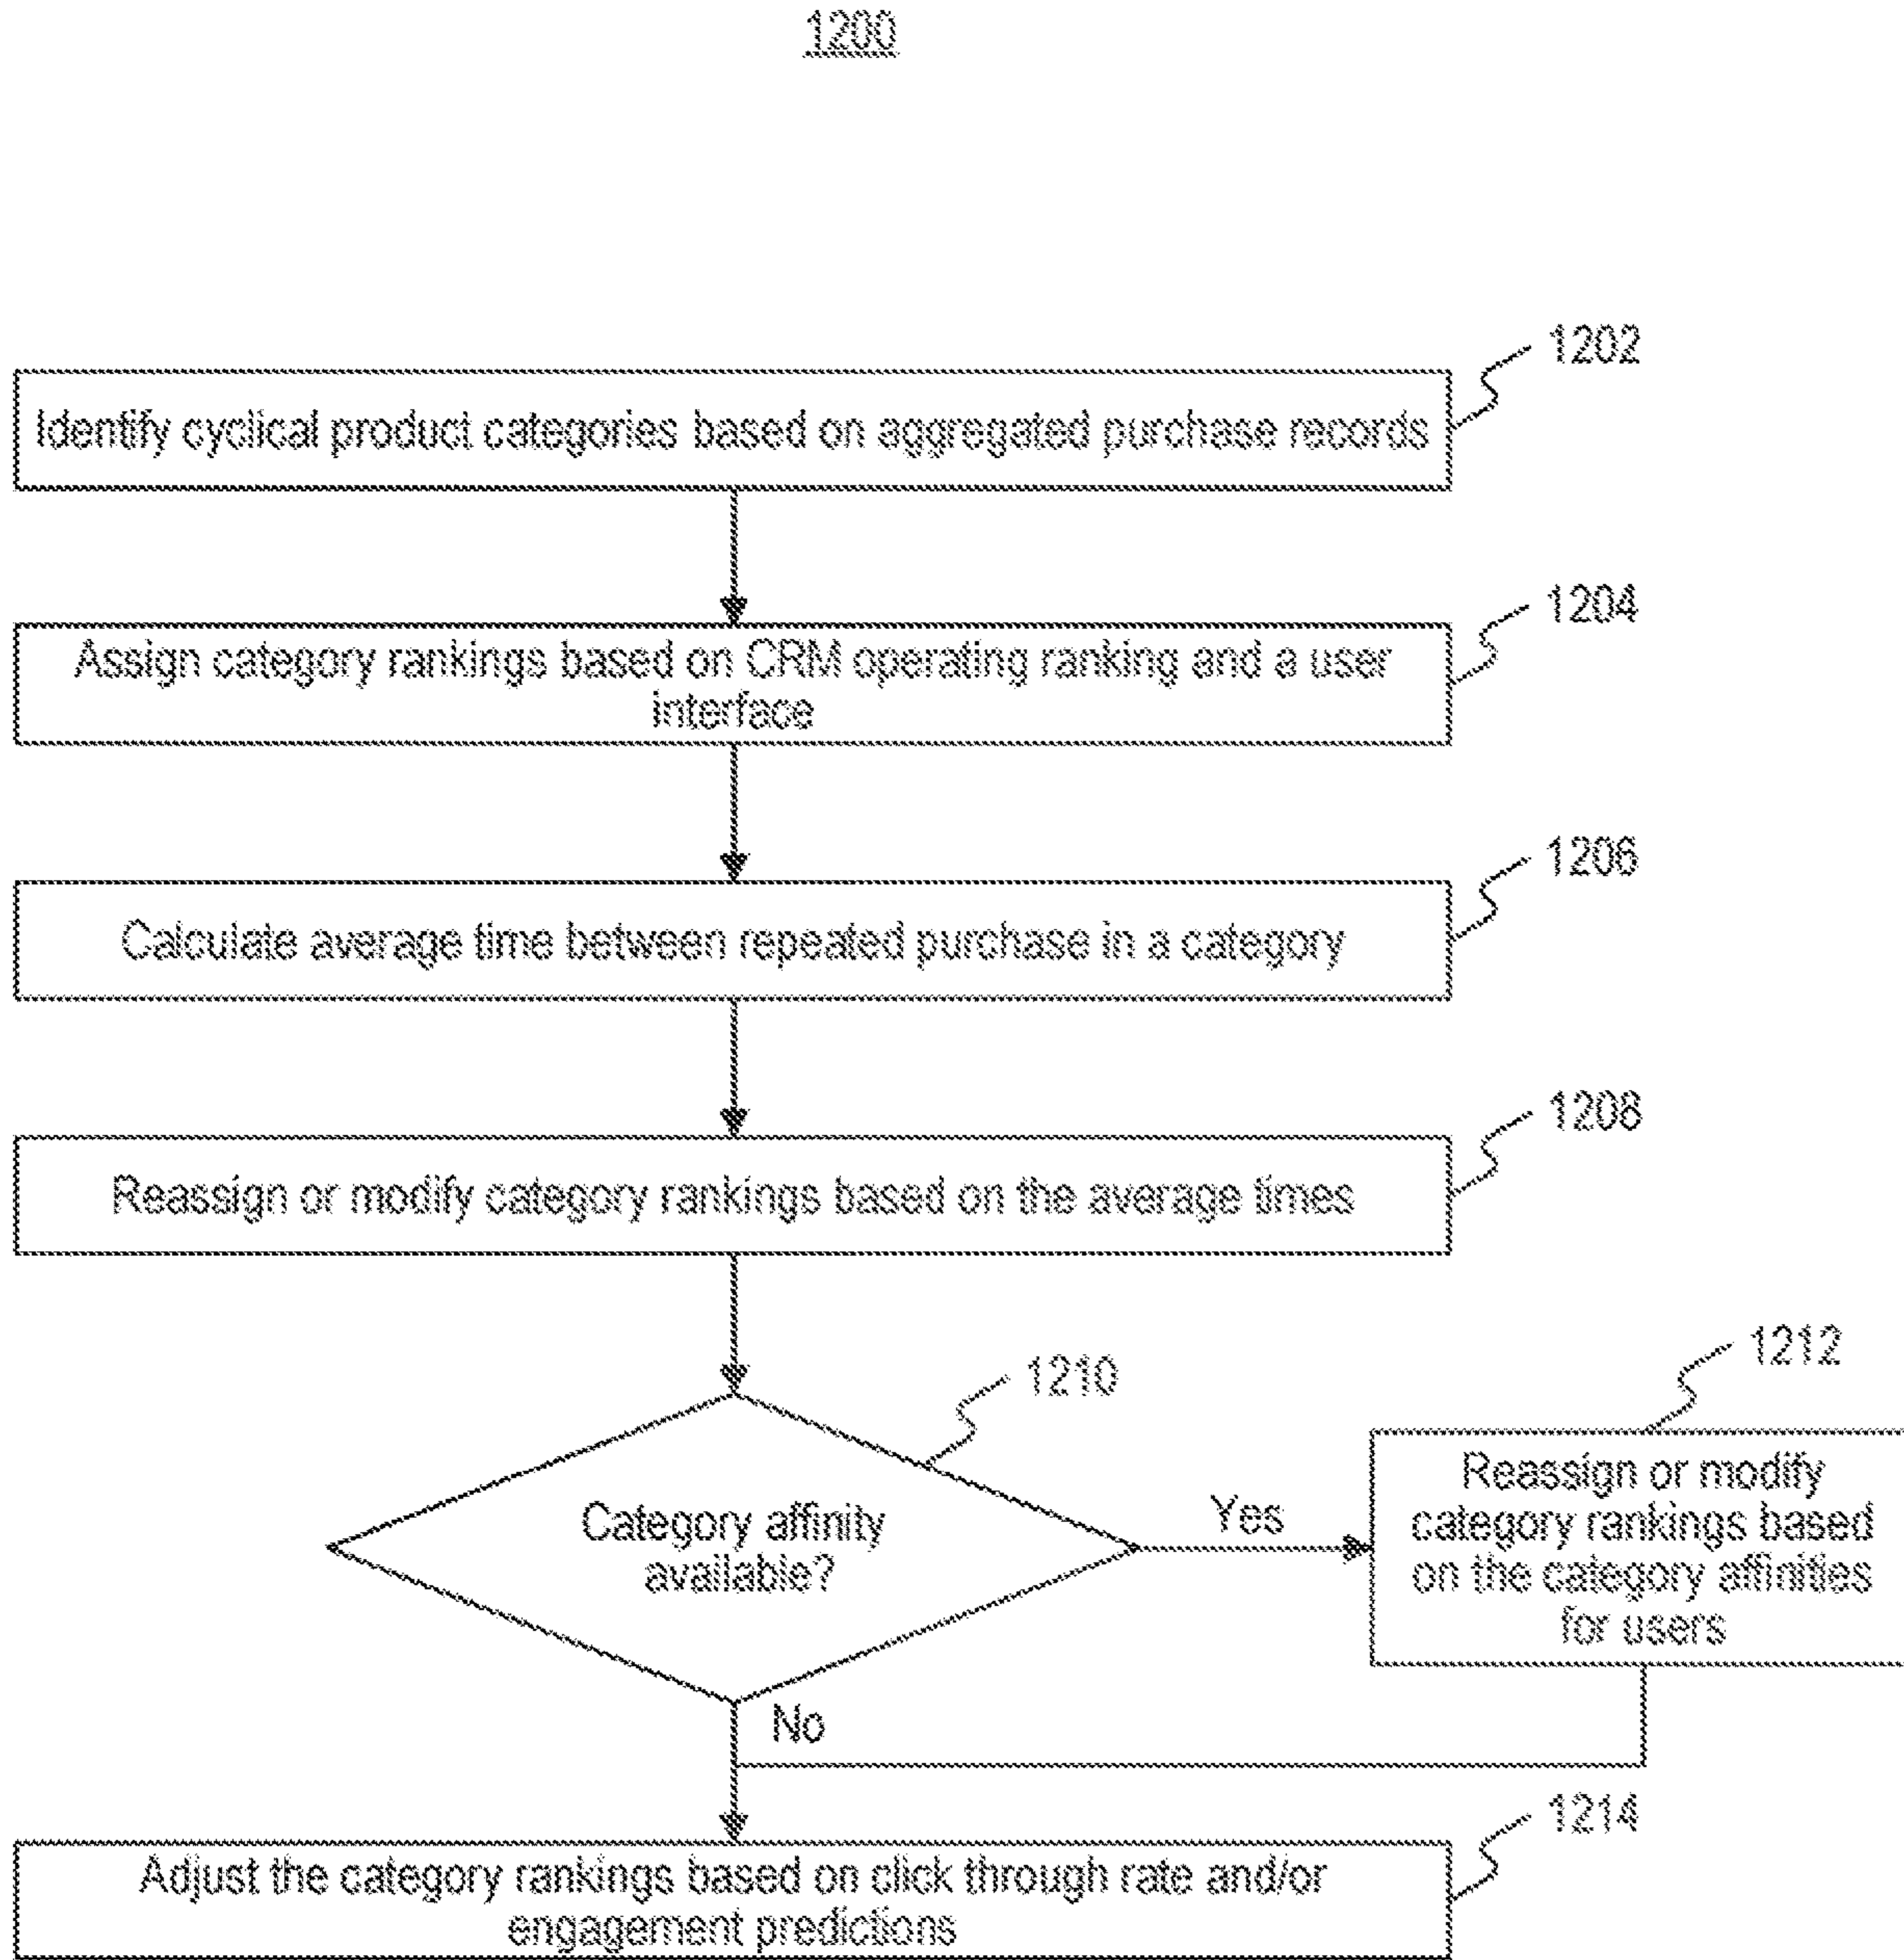 1200
1202
Identify cyclical product categories based on aggregated purchase records
1204
Assign category rankings based on CRM operating ranking and a user
interface
1206
Calculate average time between repeated purchase in a category
1208
Reassign or modify category rankings based on the average times
1210
Category affinity
available?
Yes
1212
Reassign or modify
category rankings based
on the category affinities
for users
No
1214
Adjust the category rankings based on click through rate and/or
engagement predictions